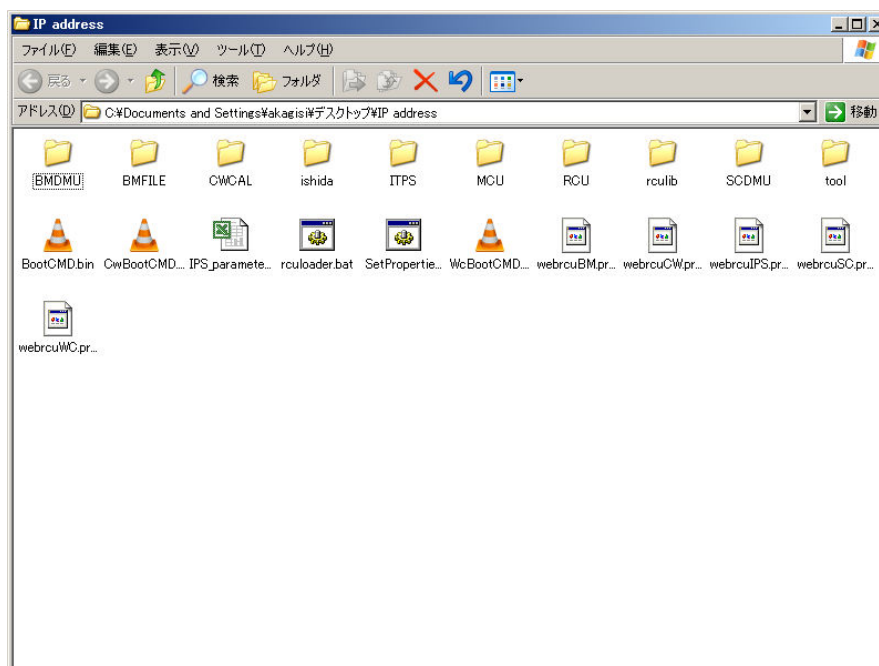 IP address
ファイル(F) 編集(E) 表示(V) ツール(T) ヘルプ(H)
戻る 検索 フォルダ
アドレス(D) C:¥Documents and Settings¥akagisi¥デスクトップ¥IP address 移動
BMDMU BMFILE CWCAL ishida ITPS MCU RCU rculib SCDMU tool
BootCMD.bin CwBootCMD... IPS_paramete... rculoader.bat SetPropertie... WcBootCMD... webrcuBM.pr... webrcuCW.pr... webrcuIPS.pr... webrcuSC.pr...
webrcuWC.pr...